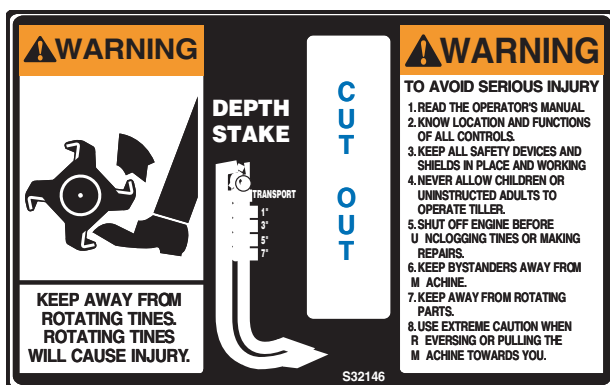 WARNING
KEEP AWAY FROM
ROTATING TINES.
ROTATING TINES
WILL CAUSE INJURY.
DEPTH
STAKE
TRANSPORT
1"
3"
5"
7"
C
U
T
O
U
T
S32146
WARNING
TO AVOID SERIOUS INJURY
1. READ THE OPERATOR'S MANUAL
2. KNOW LOCATION AND FUNCTIONS
OF ALL CONTROLS.
3. KEEP ALL SAFETY DEVICES AND
SHIELDS IN PLACE AND WORKING
4. NEVER ALLOW CHILDREN OR
UNINSTRUCTED ADULTS TO
OPERATE TILLER.
5. SHUT OFF ENGINE BEFORE
U NCLOGGING TINES OR MAKING
REPAIRS.
6. KEEP BYSTANDERS AWAY FROM
M ACHINE.
7. KEEP AWAY FROM ROTATING
PARTS.
8. USE EXTREME CAUTION WHEN
R EVERSING OR PULLING THE
M ACHINE TOWARDS YOU.